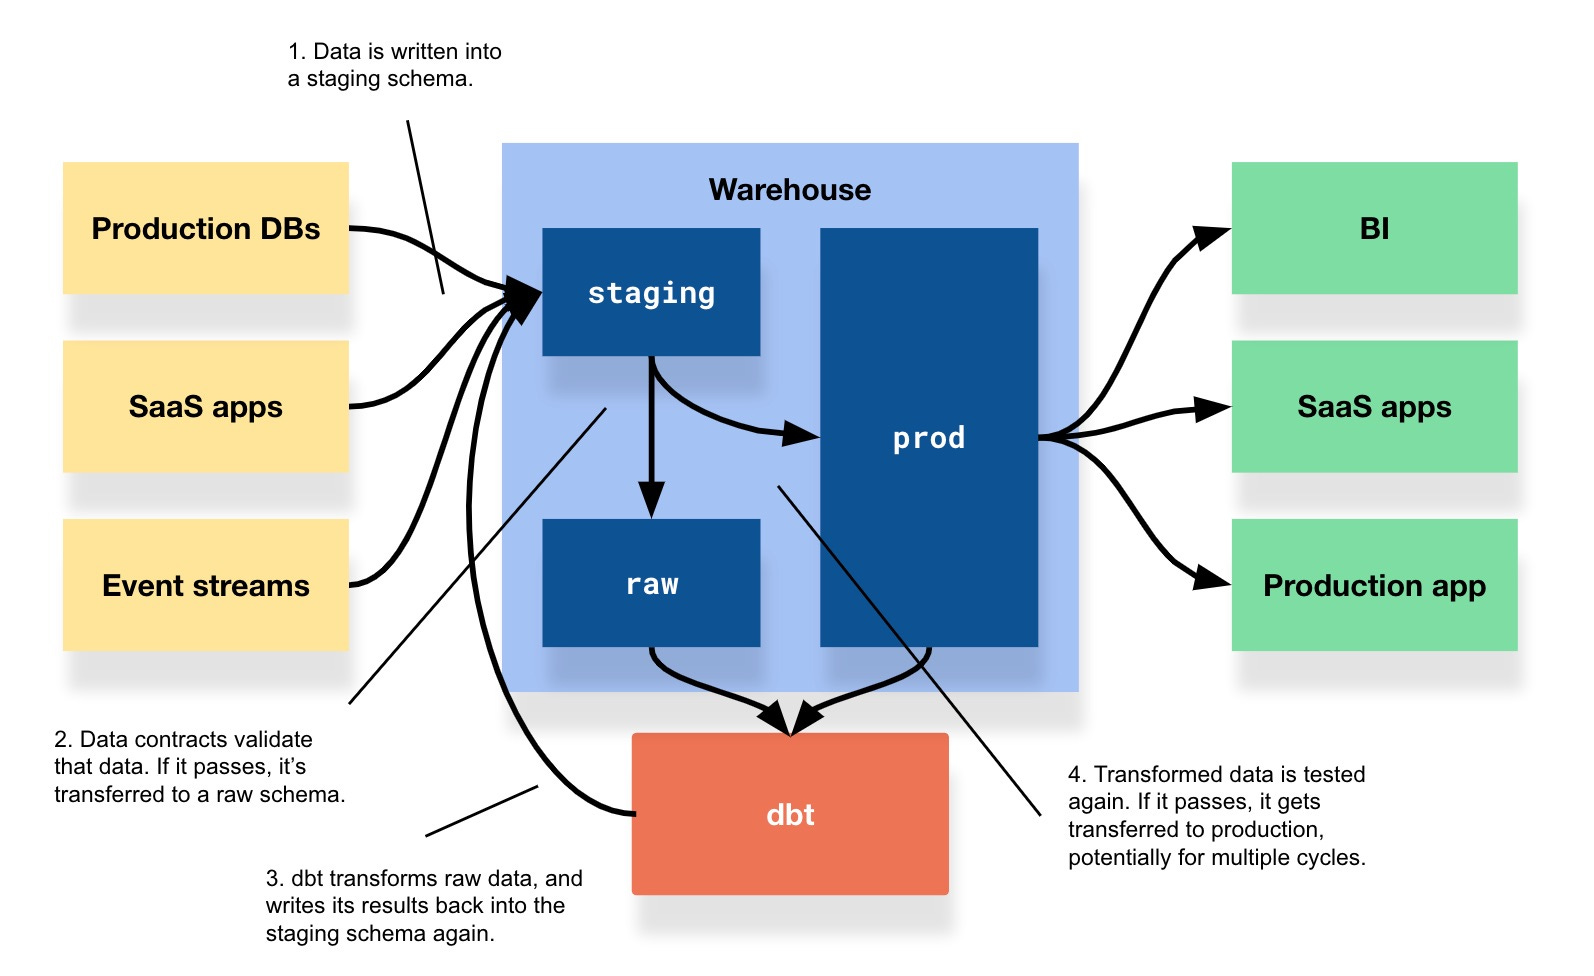 1. Data is written into
a staging schema.
Warehouse
Production DBs
SaaS apps
Event streams
staging
raw
prod
BI
SaaS apps
Production app
dbt
2. Data contracts validate
that data. If it passes, it’s
transferred to a raw schema.
3. dbt transforms raw data, and
writes its results back into the
staging schema again.
4. Transformed data is tested
again. If it passes, it gets
transferred to production,
potentially for multiple cycles.